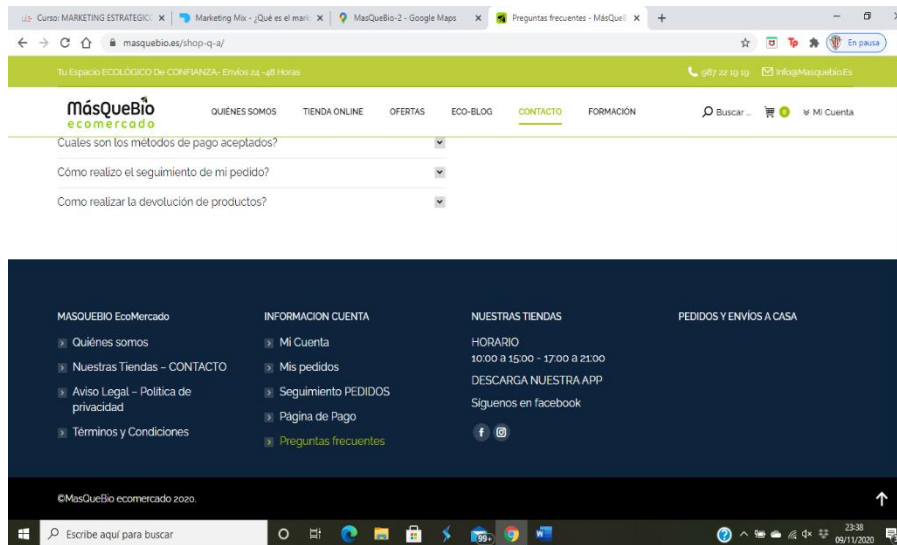 Curso: MARKETING ESTRATEGIC
Marketing Mix - ¿Qué es el mark
MasQueBio-2 - Google Maps
Preguntas frecuentes - MásQueB
masquebio.es/shop-q-a/
En pausa
Tu Espacio ECOLÓGICO De CONFIANZA- Envíos 24 -48 Horas
987 22 19 19
Info@Masquebio.Es
MásQueBio
ecomercado
QUIÉNES SOMOS
TIENDA ONLINE
OFERTAS
ECO-BLOG
CONTACTO
FORMACIÓN
Buscar ...
0
Mi Cuenta
Cuales son los métodos de pago aceptados?
Cómo realizo el seguimiento de mi pedido?
Como realizar la devolución de productos?
MASQUEBIO EcoMercado
Quiénes somos
Nuestras Tiendas – CONTACTO
Aviso Legal – Política de
privacidad
Términos y Condiciones
INFORMACION CUENTA
Mi Cuenta
Mis pedidos
Seguimiento PEDIDOS
Página de Pago
Preguntas frecuentes
NUESTRAS TIENDAS
HORARIO
10:00 a 15:00 - 17:00 a 21:00
DESCARGA NUESTRA APP
Síguenos en facebook
PEDIDOS Y ENVÍOS A CASA
©MasQueBio ecomercado 2020.
Escribe aquí para buscar
99+
23:38
09/11/2020